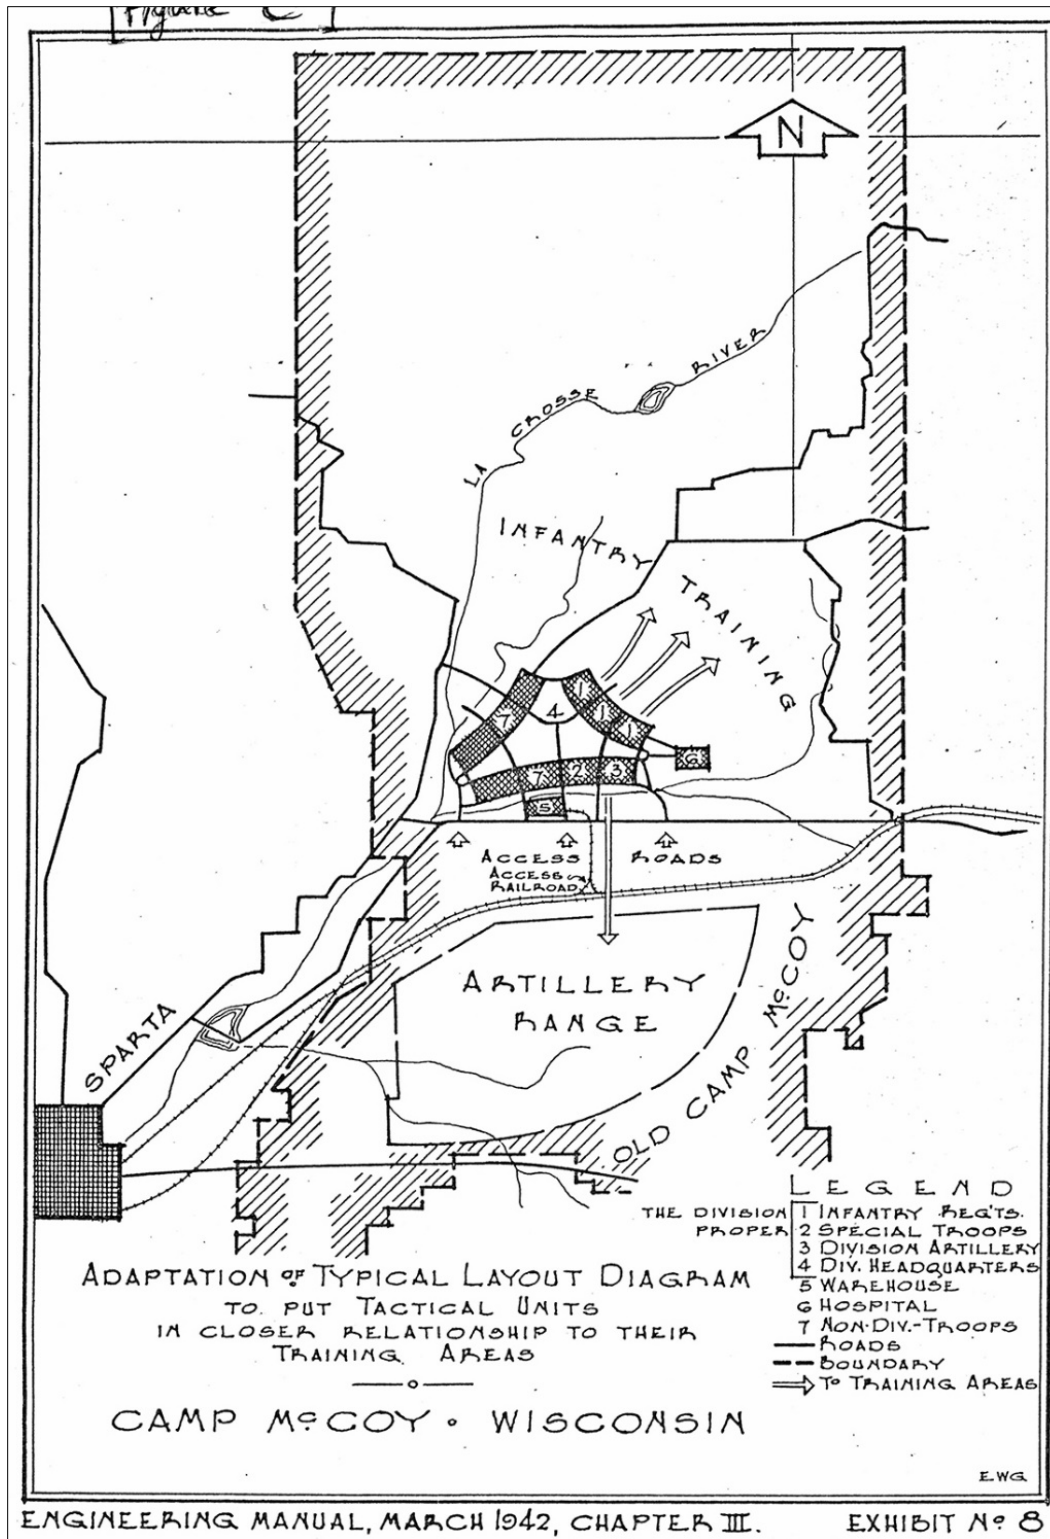 Figure C
N
LA CROSSE RIVER
INFANTRY TRAINING
1
1
1
7
4
6
7 2 3
5
ACCESS ROADS
ACCESS
RAILROAD
ARTILLERY
RANGE
SPARTA
OLD CAMP McCOY
LEGEND
THE DIVISION
PROPER
1 INFANTRY REG'TS.
2 SPECIAL TROOPS
3 DIVISION ARTILLERY
4 DIV. HEADQUARTERS
5 WAREHOUSE
6 HOSPITAL
7 NON-DIV.-TROOPS
ROADS
BOUNDARY
TO TRAINING AREAS
ADAPTATION OF TYPICAL LAYOUT DIAGRAM
TO PUT TACTICAL UNITS
IN CLOSER RELATIONSHIP TO THEIR
TRAINING AREAS
CAMP McCOY · WISCONSIN
E.W.G.
ENGINEERING MANUAL, MARCH 1942, CHAPTER III. EXHIBIT No 8